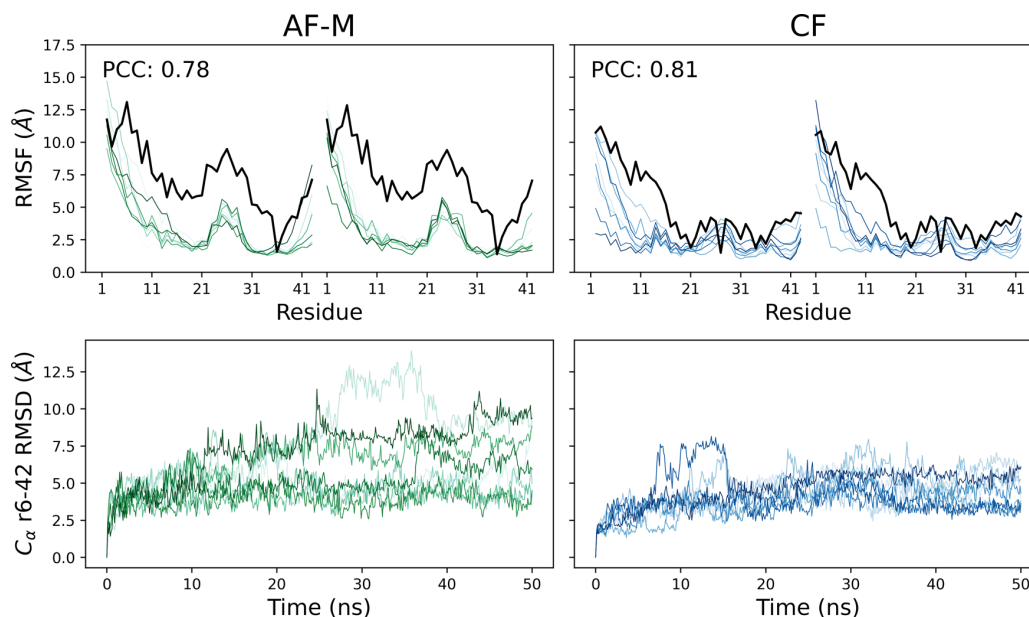 AF-M
CF
17.5
15.0
12.5
10.0
7.5
5.0
2.5
0.0
RMSF (Å)
PCC: 0.78
PCC: 0.81
1 11 21 31 41 1 11 21 31 41
Residue
1 11 21 31 41 1 11 21 31 41
Residue
12.5
10.0
7.5
5.0
2.5
0.0
Cα r6-42 RMSD (Å)
0 10 20 30 40 50
Time (ns)
0 10 20 30 40 50
Time (ns)